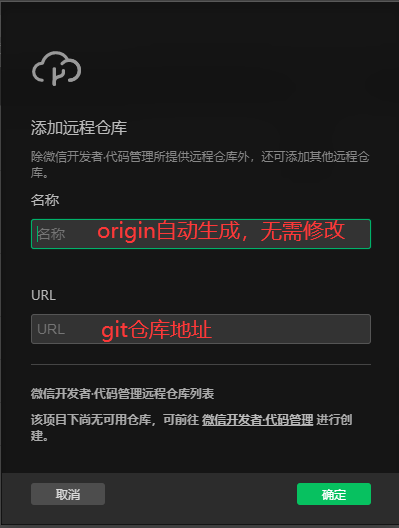 添加远程仓库
除微信开发者·代码管理所提供远程仓库外，还可添加其他远程仓
库。
名称
名称 origin自动生成，无需修改
URL
URL git仓库地址
微信开发者·代码管理远程仓库列表
该项目下尚无可用仓库，可前往 微信开发者·代码管理 进行创
建。
取消 确定